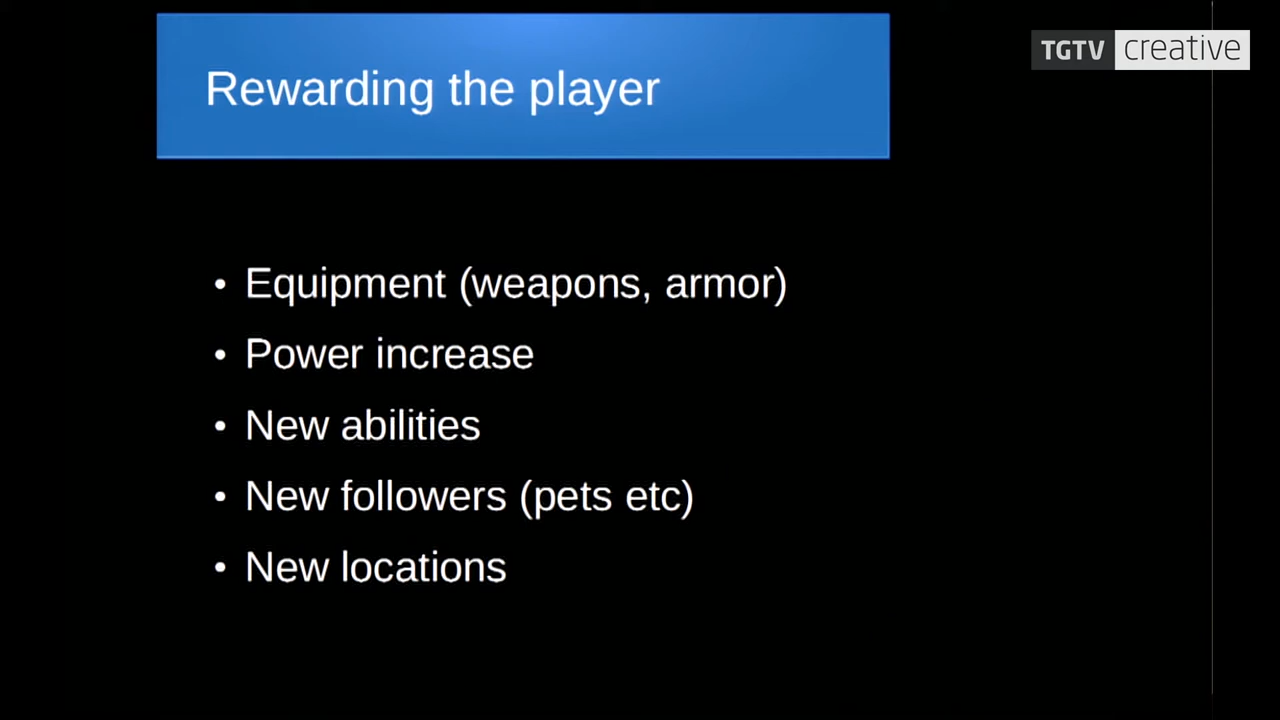 TGTV creative
Rewarding the player
• Equipment (weapons, armor)
• Power increase
• New abilities
• New followers (pets etc)
• New locations